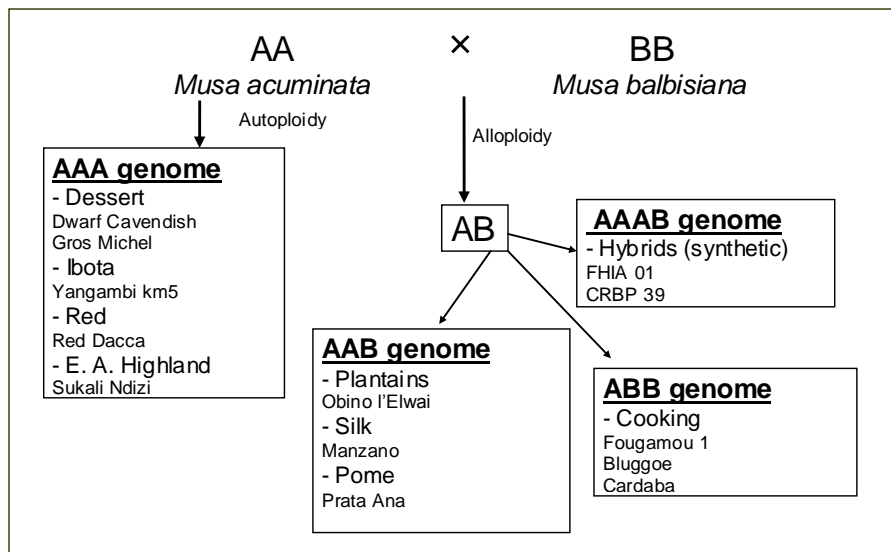 AA × BB
Musa acuminata
Musa balbisiana
Autoploidy
Alloploidy
AAA genome
- Dessert
Dwarf Cavendish
Gros Michel
- Ibota
Yangambi km5
- Red
Red Dacca
- E. A. Highland
Sukali Ndizi
AB
AAAB genome
- Hybrids (synthetic)
FHIA 01
CRBP 39
AAB genome
- Plantains
Obino l'Elwai
- Silk
Manzano
- Pome
Prata Ana
ABB genome
- Cooking
Fougamou 1
Bluggoe
Cardaba